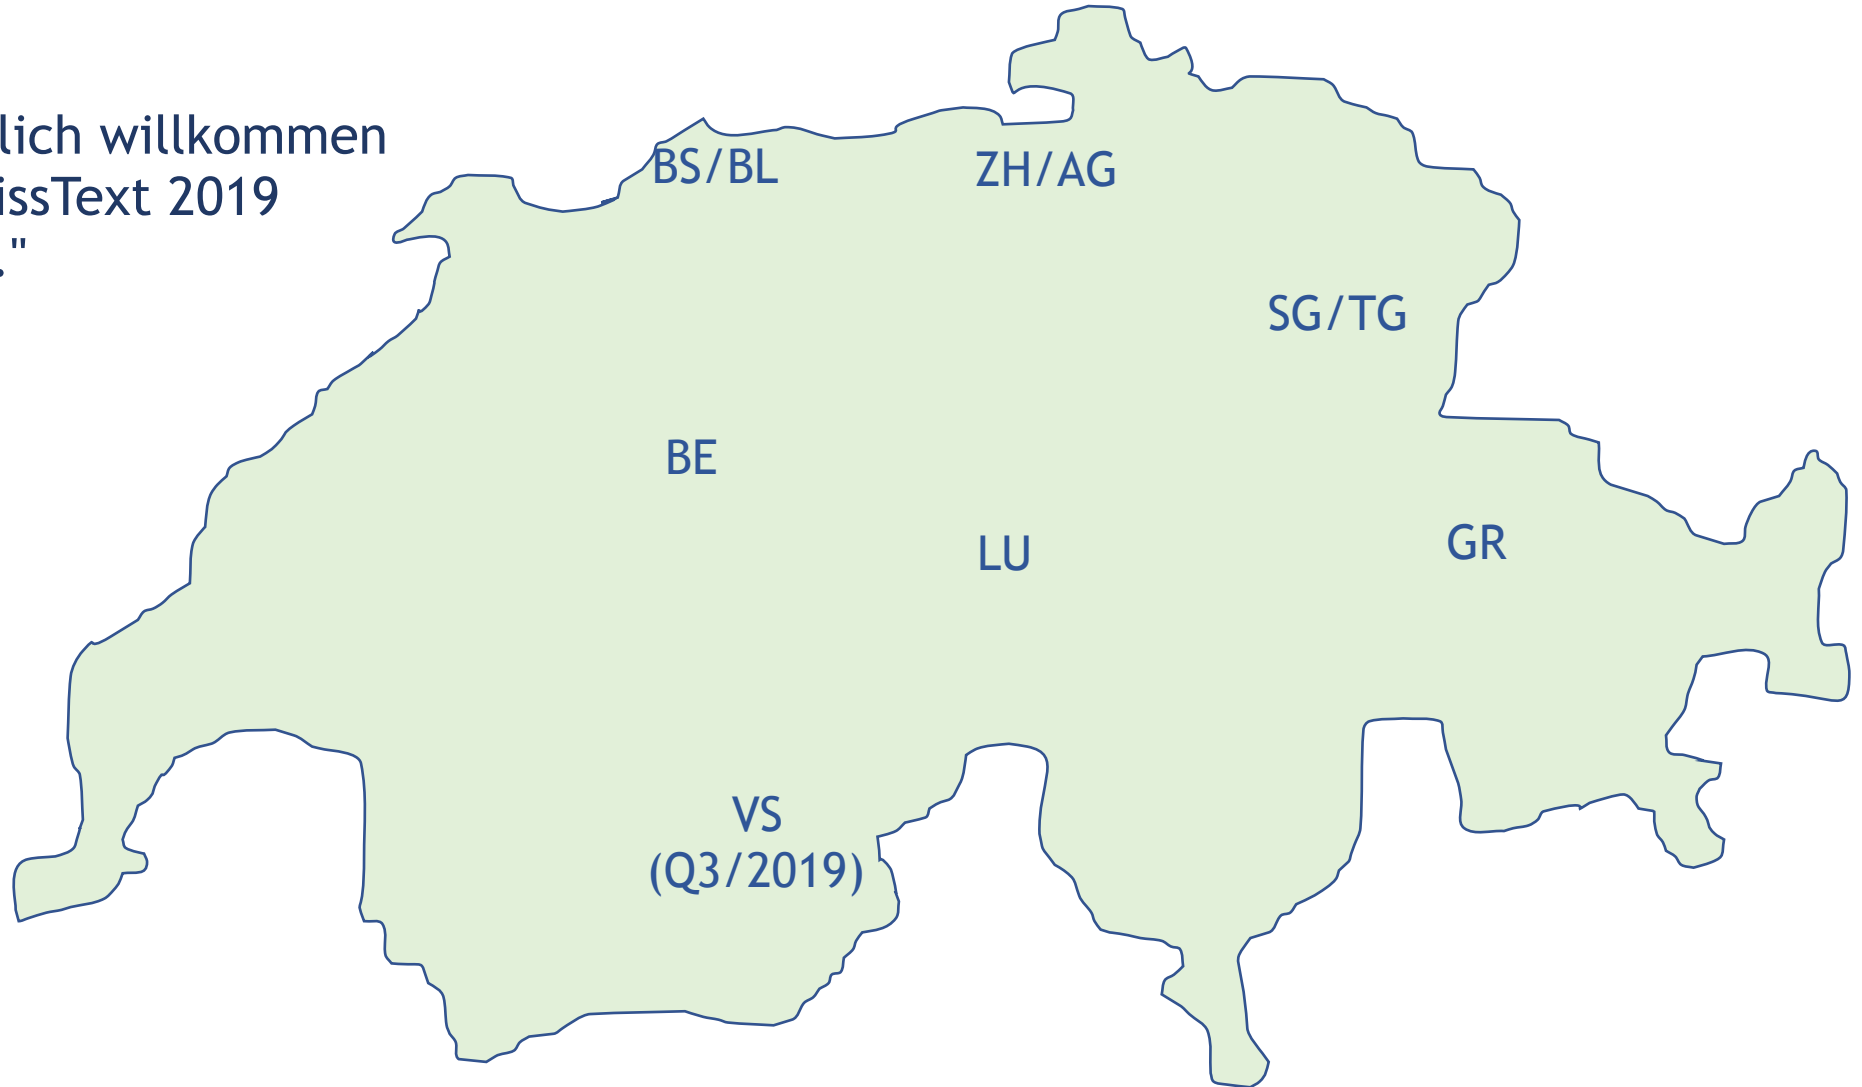 lich willkommen
issText 2019
."
BS/BL
ZH/AG
SG/TG
BE
LU
GR
VS
(Q3/2019)